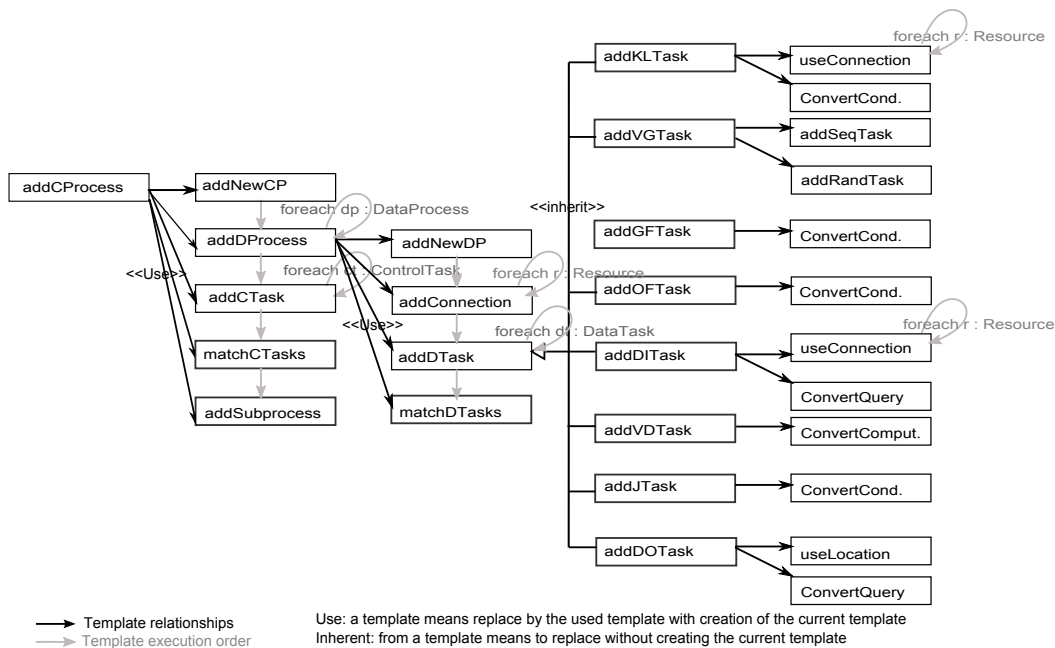 addCProcess
<<Use>>
addNewCP
foreach dp : DataProcess
addDProcess
foreach ct : ControlTask
addCTask
matchCTasks
addSubprocess
<<Use>>
addNewDP
foreach r : Resource
addConnection
foreach dt : DataTask
addDTask
matchDTasks
<<inherit>>
addKLTask
foreach r : Resource
useConnection
ConvertCond.
addVGTask
addSeqTask
addRandTask
addGFTask
ConvertCond.
addOFTask
ConvertCond.
addDITask
foreach r : Resource
useConnection
ConvertQuery
addVDTask
ConvertComput.
addJTask
ConvertCond.
addDOTask
useLocation
ConvertQuery
Template relationships
Template execution order
Use: a template means replace by the used template with creation of the current template
Inherent: from a template means to replace without creating the current template